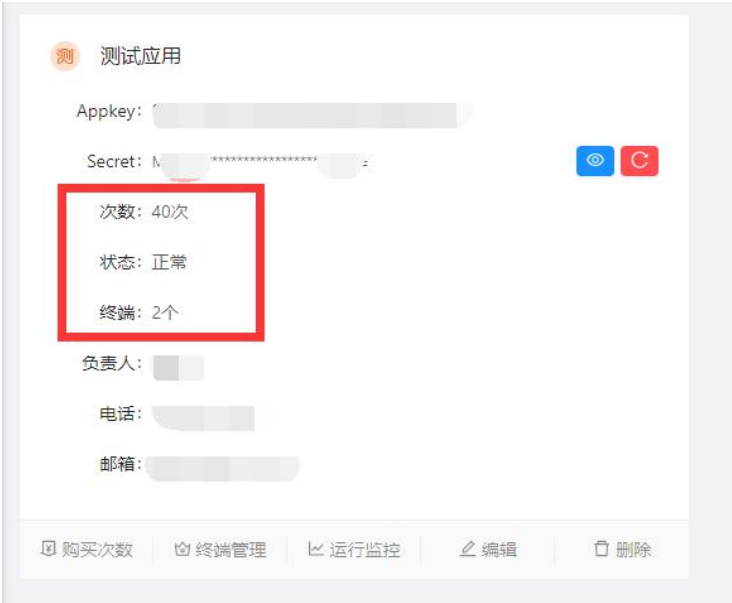 测 测试应用
Appkey:
Secret: ******************
次数: 40次
状态: 正常
终端: 2个
负责人:
电话:
邮箱:
购买次数 终端管理 运行监控 编辑 删除